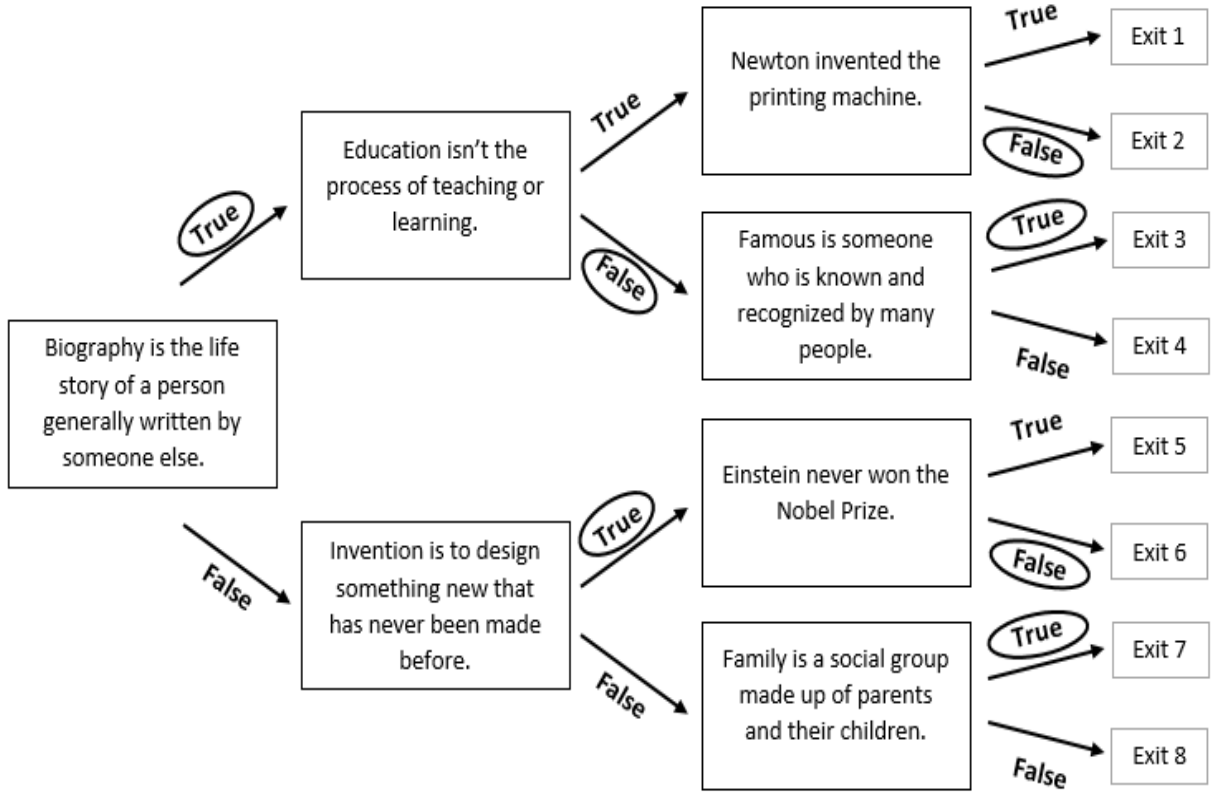 Biography is the life
story of a person
generally written by
someone else.
True
False
Education isn't the
process of teaching or
learning.
True
False
Invention is to design
something new that
has never been made
before.
True
False
Newton invented the
printing machine.
True
False
Famous is someone
who is known and
recognized by many
people.
True
False
Einstein never won the
Nobel Prize.
True
False
Family is a social group
made up of parents
and their children.
True
False
Exit 1
Exit 2
Exit 3
Exit 4
Exit 5
Exit 6
Exit 7
Exit 8